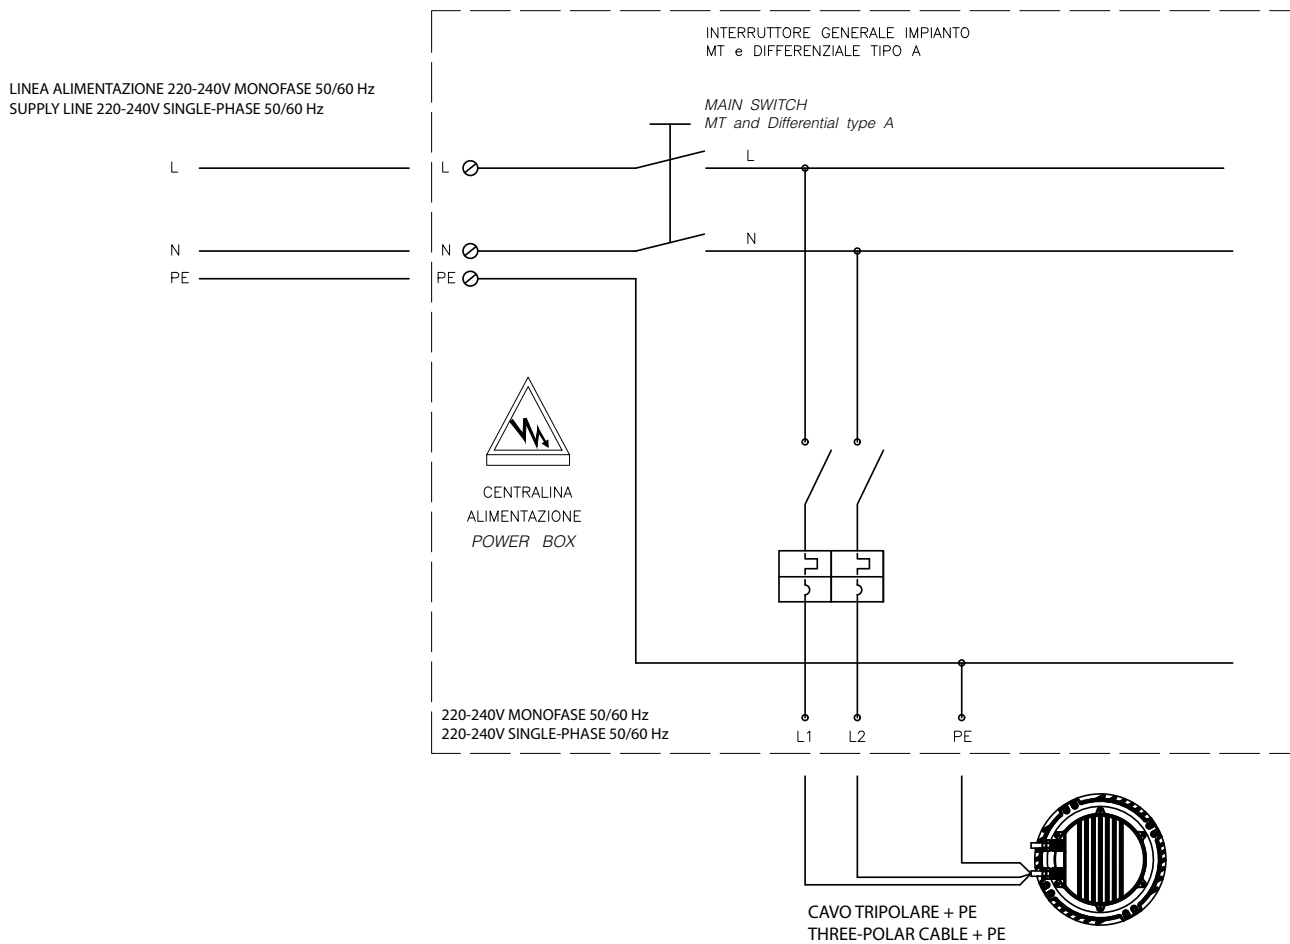 INTERRUTTORE GENERALE IMPIANTO
MT e DIFFERENZIALE TIPO A
LINEA ALIMENTAZIONE 220-240V MONOFASE 50/60 Hz
SUPPLY LINE 220-240V SINGLE-PHASE 50/60 Hz
MAIN SWITCH
MT and Differential type A
L
L
L
N
N
N
PE
PE
CENTRALINA
ALIMENTAZIONE
POWER BOX
220-240V MONOFASE 50/60 Hz
220-240V SINGLE-PHASE 50/60 Hz
L1
L2
PE
CAVO TRIPOLARE + PE
THREE-POLAR CABLE + PE